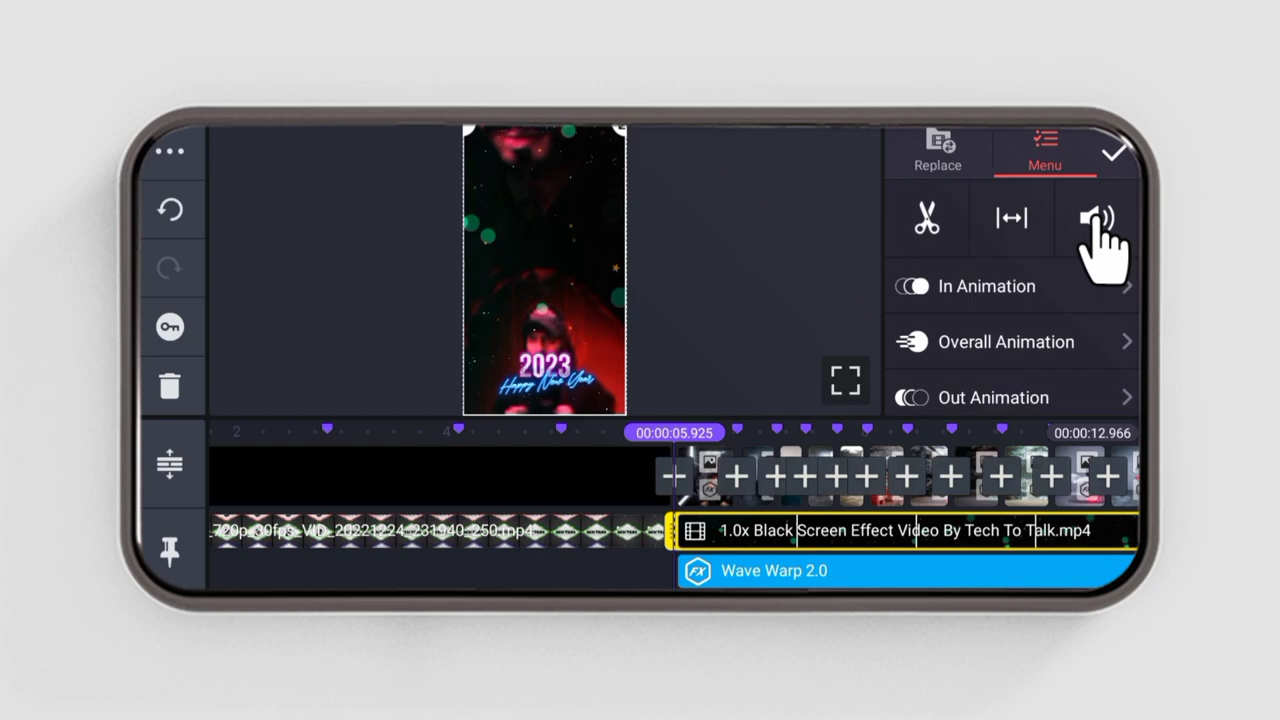 Replace
Menu
In Animation
Overall Animation
Out Animation
2023
Happy New Year
2
4
00:00:05.925
00:00:12.966
720p_30fps_VID_20221224_231940_250.mp4
1.0x Black Screen Effect Video By Tech To Talk.mp4
FX
Wave Warp 2.0